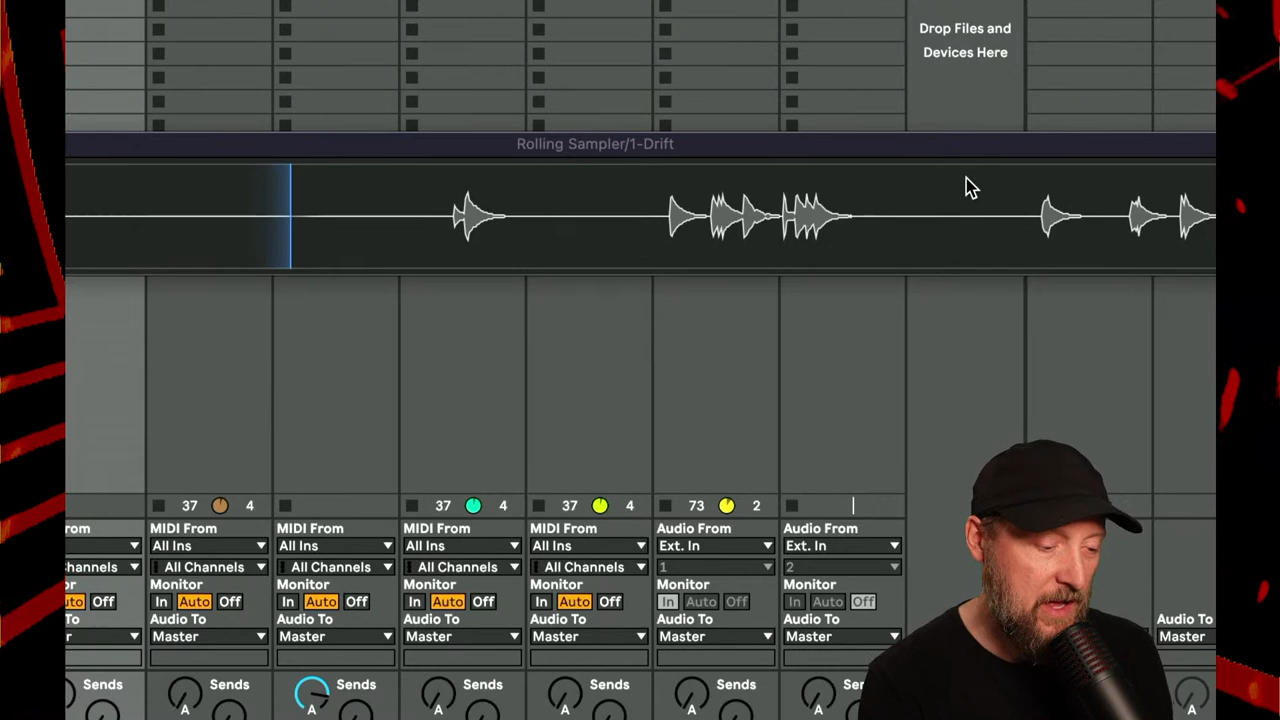 Drop Files and
Devices Here
Rolling Sampler/1-Drift
37 4 37 4 37 4 73 2
rom MIDI From MIDI From MIDI From MIDI From Audio From Audio From
All Ins All Ins All Ins All Ins Ext. In Ext. In
Channels All Channels All Channels All Channels All Channels 1 2
Monitor Monitor Monitor Monitor Monitor Monitor
uto Off In Auto Off In Auto Off In Auto Off In Auto Off In Auto Off In Auto Off
Audio To Audio To Audio To Audio To Audio To Audio To Audio To
Master Master Master Master Master Master Master
Sends Sends Sends Sends Sends Sends Se
A A A A A A A